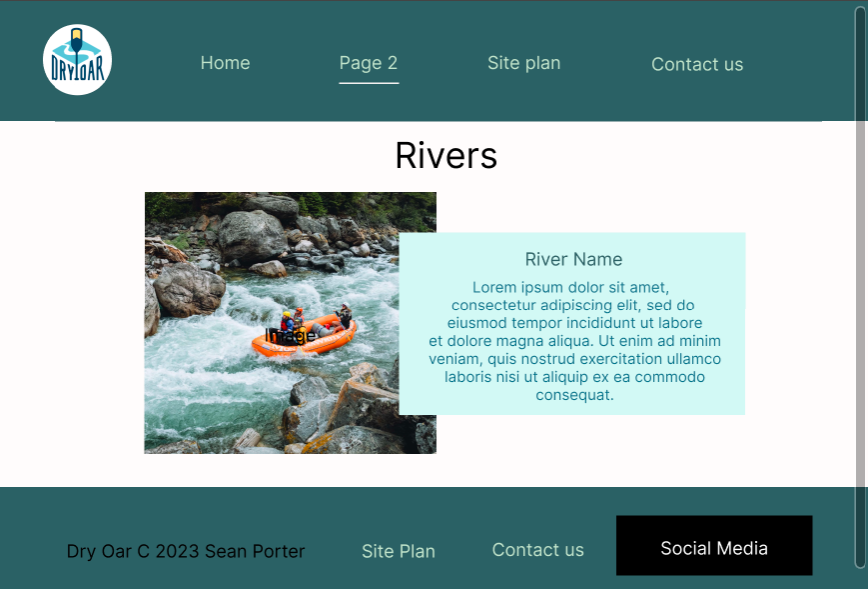 DRYIOAR
Home
Page 2
Site plan
Contact us
Rivers
Image
River Name
Lorem ipsum dolor sit amet,
consectetur adipiscing elit, sed do
eiusmod tempor incididunt ut labore
et dolore magna aliqua. Ut enim ad minim
veniam, quis nostrud exercitation ullamco
laboris nisi ut aliquip ex ea commodo
consequat.
Dry Oar C 2023 Sean Porter
Site Plan
Contact us
Social Media